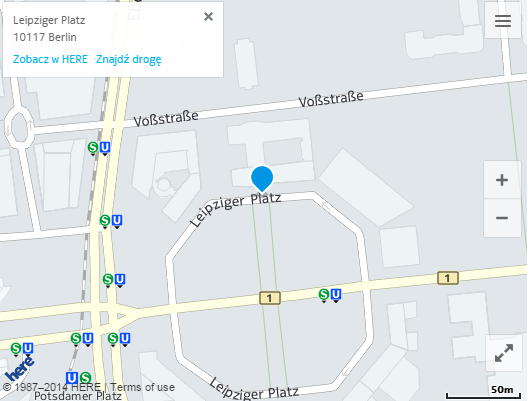 Leipziger Platz
10117 Berlin
Zobacz w HERE Znajdź drogę
Voßstraße
Voßstraße
S U
Leipziger Platz
S U
S U
1
S U
1
S U
S U
S U
here
U S
© 1987–2014 HERE | Terms of use
Potsdamer Platz
Leipziger Platz
50m